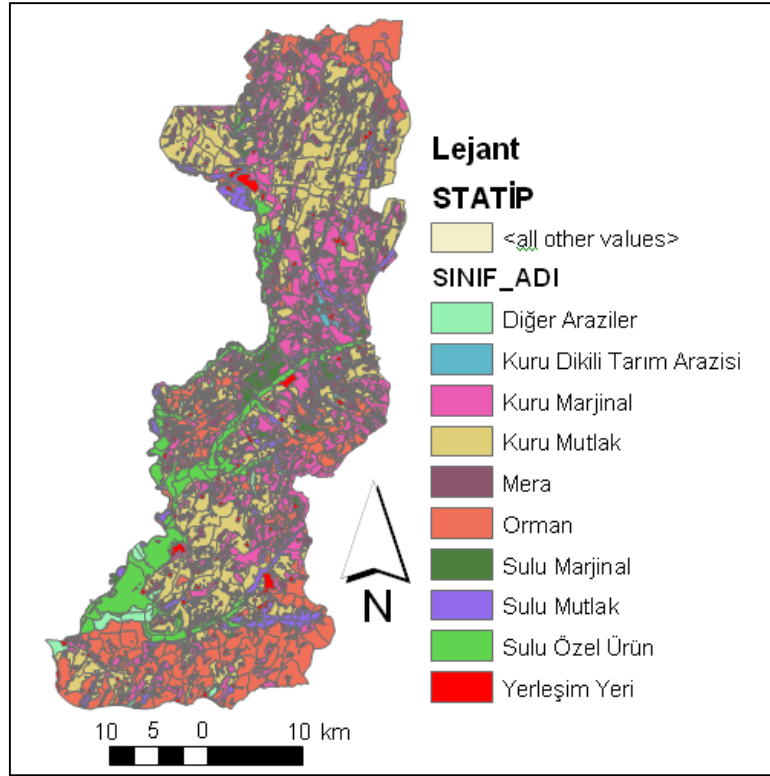 Lejant
STATİP
<all other values>
SINIF_ADI
Diğer Araziler
Kuru Dikili Tarım Arazisi
Kuru Marjinal
Kuru Mutlak
Mera
Orman
Sulu Marjinal
Sulu Mutlak
Sulu Özel Ürün
Yerleşim Yeri
N
10 5 0 10 km